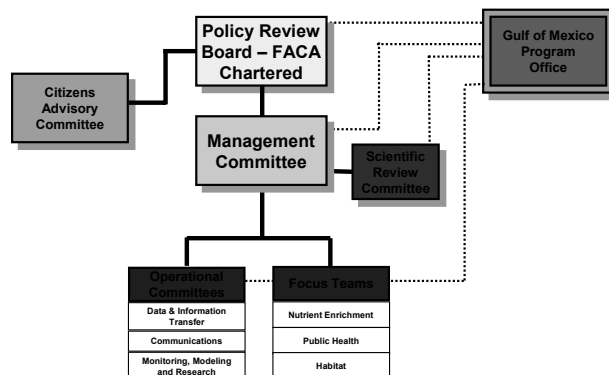 Policy Review
Board – FACA
Chartered
Gulf of Mexico
Program
Office
Citizens
Advisory
Committee
Management
Committee
Scientific
Review
Committee
Operational
Committees
Data & Information
Transfer
Communications
Monitoring, Modeling
and Research
Focus Teams
Nutrient Enrichment
Public Health
Habitat